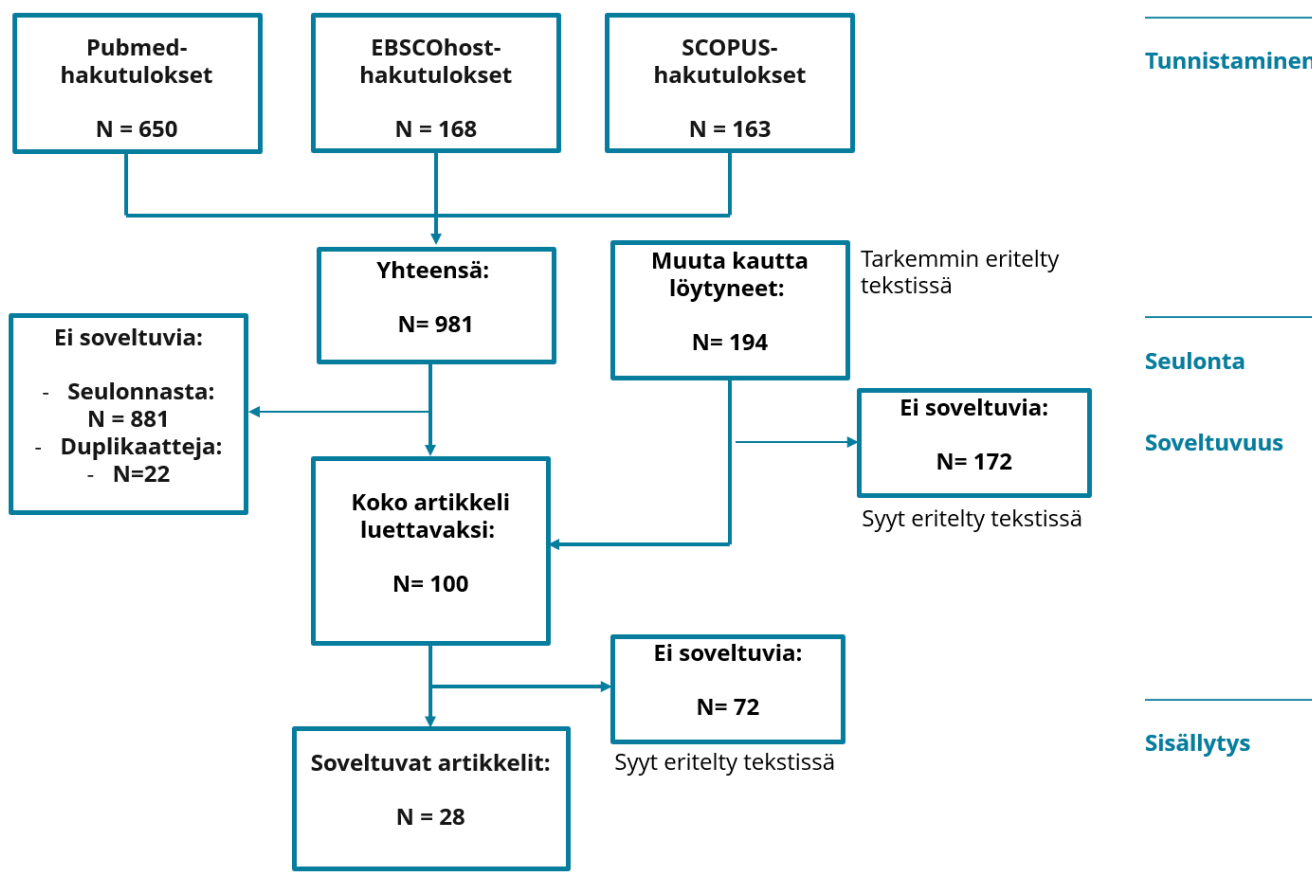 Pubmed-
hakutulokset
N = 650
EBSCOhost-
hakutulokset
N = 168
SCOPUS-
hakutulokset
N = 163
Tunnistaminen
Yhteensä:
N= 981
Muuta kautta
löytyneet:
N= 194
Tarkemmin eritelty
tekstissä
Ei soveltuvia:
- Seulonnasta:
N = 881
- Duplikaatteja:
- N=22
Seulonta
Ei soveltuvia:
N= 172
Syyt eritelty tekstissä
Soveltuvuus
Koko artikkeli
luettavaksi:
N= 100
Ei soveltuvia:
N= 72
Syyt eritelty tekstissä
Soveltuvat artikkelit:
N = 28
Sisällytys